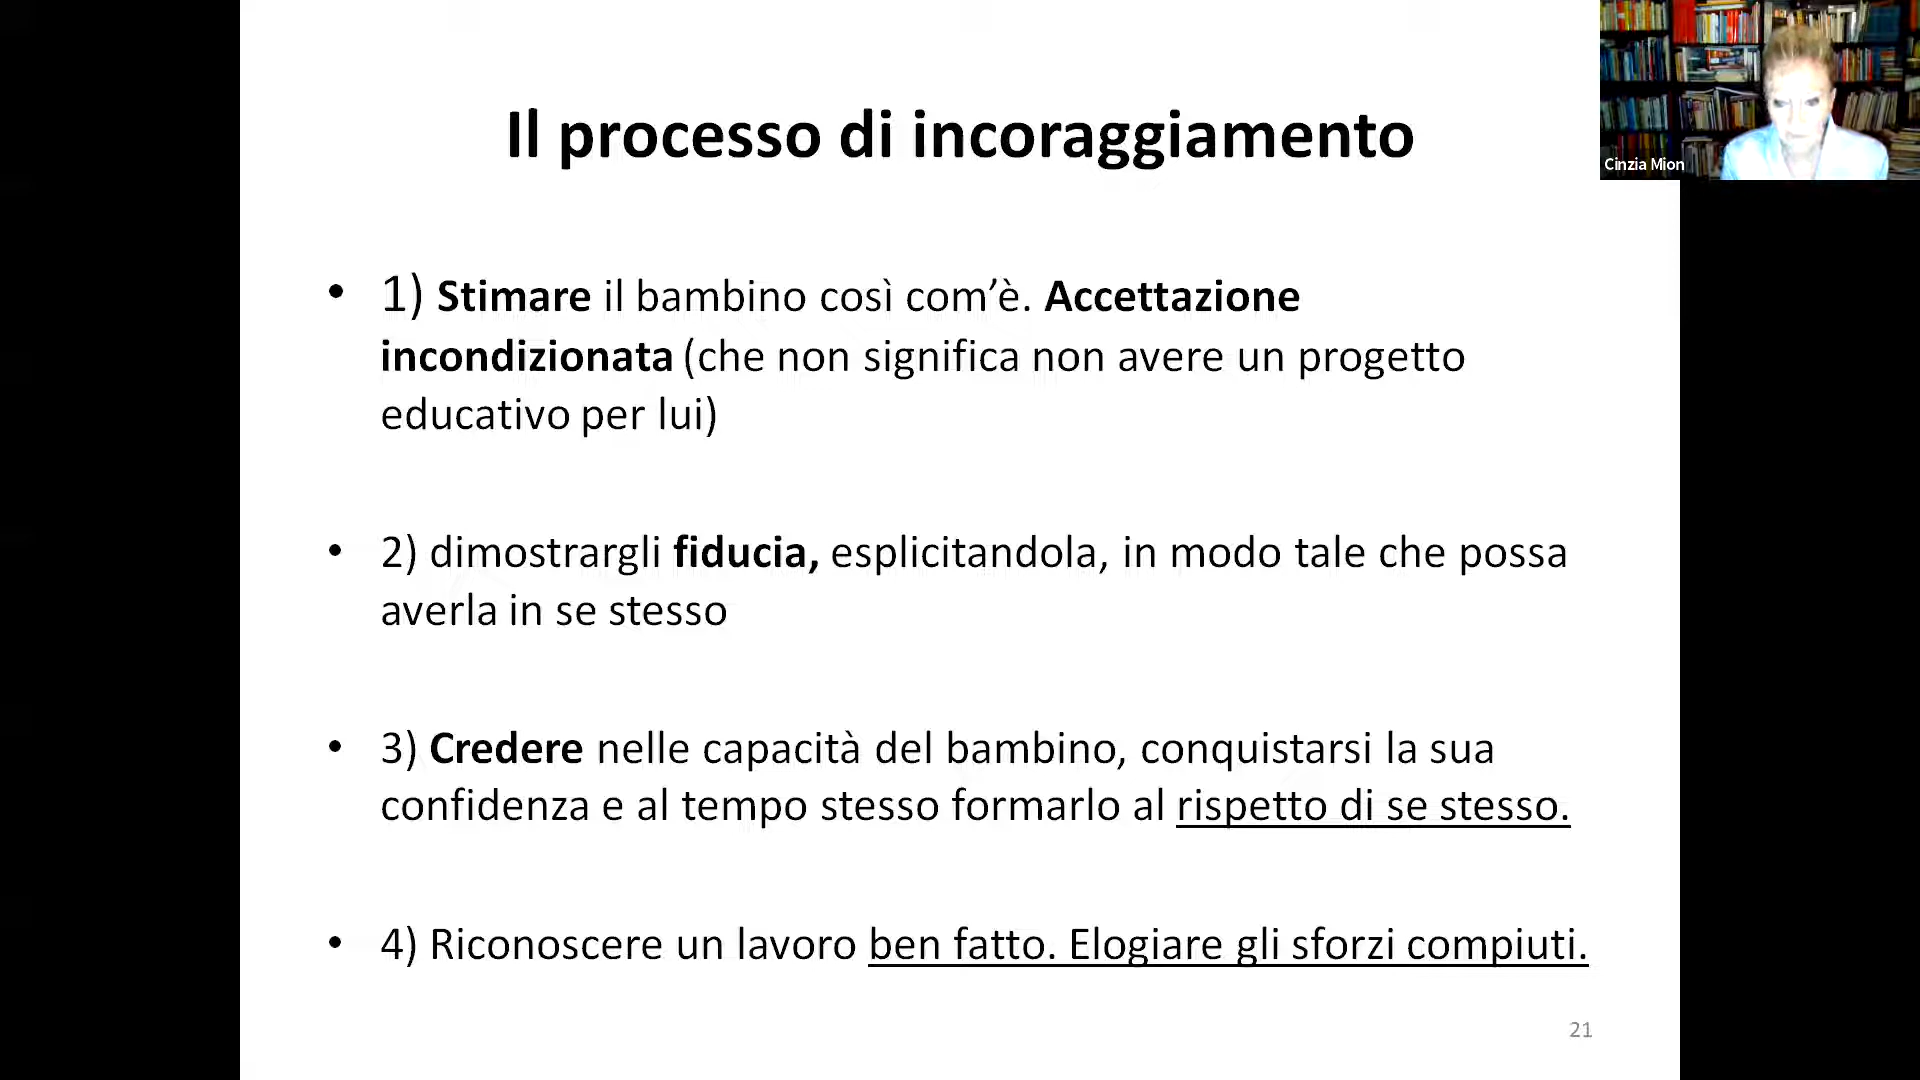 Il processo di incoraggiamento
Cinzia Mion
• 1) Stimare il bambino così com’è. Accettazione
incondizionata (che non significa non avere un progetto
educativo per lui)
• 2) dimostrargli fiducia, esplicitandola, in modo tale che possa
averla in se stesso
• 3) Credere nelle capacità del bambino, conquistarsi la sua
confidenza e al tempo stesso formarlo al rispetto di se stesso.
• 4) Riconoscere un lavoro ben fatto. Elogiare gli sforzi compiuti.
21